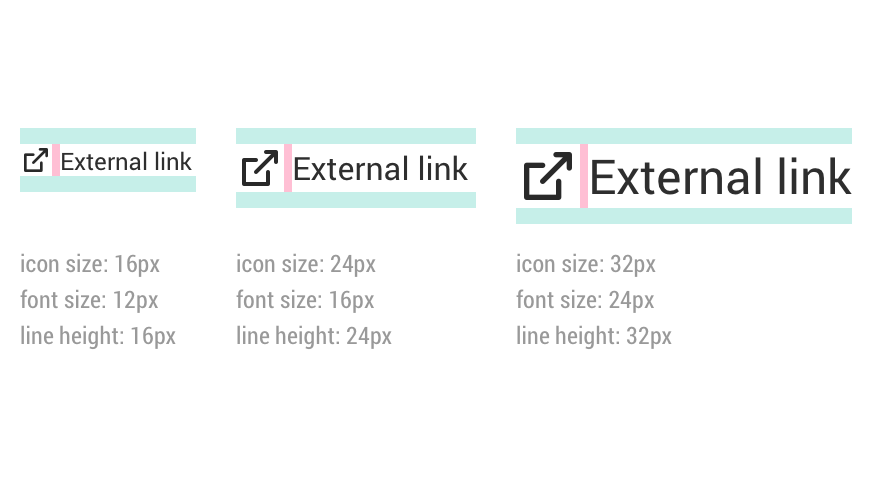 External link
icon size: 16px
font size: 12px
line height: 16px
External link
icon size: 24px
font size: 16px
line height: 24px
External link
icon size: 32px
font size: 24px
line height: 32px